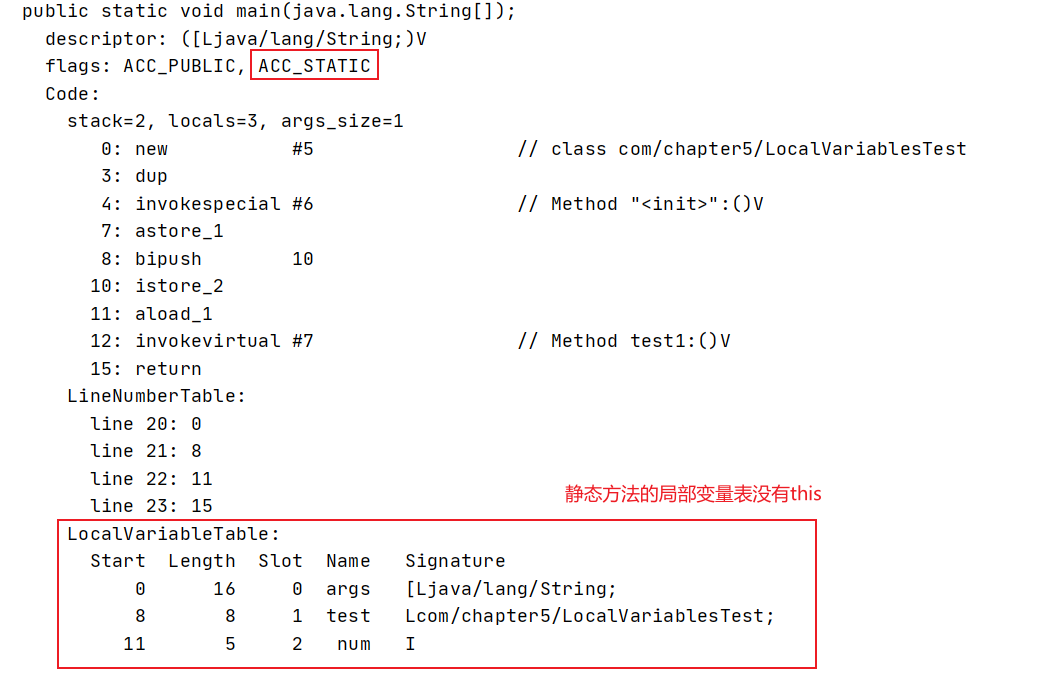 public static void main(java.lang.String[]);
descriptor: ([Ljava/lang/String;)V
flags: ACC_PUBLIC, ACC_STATIC
Code:
stack=2, locals=3, args_size=1
0: new #5 // class com/chapter5/LocalVariablesTest
3: dup
4: invokespecial #6 // Method "<init>":()V
7: astore_1
8: bipush 10
10: istore_2
11: aload_1
12: invokevirtual #7 // Method test1:()V
15: return
LineNumberTable:
line 20: 0
line 21: 8
line 22: 11
line 23: 15
静态方法的局部变量表没有this
LocalVariableTable:
Start Length Slot Name Signature
0 16 0 args [Ljava/lang/String;
8 8 1 test Lcom/chapter5/LocalVariablesTest;
11 5 2 num I